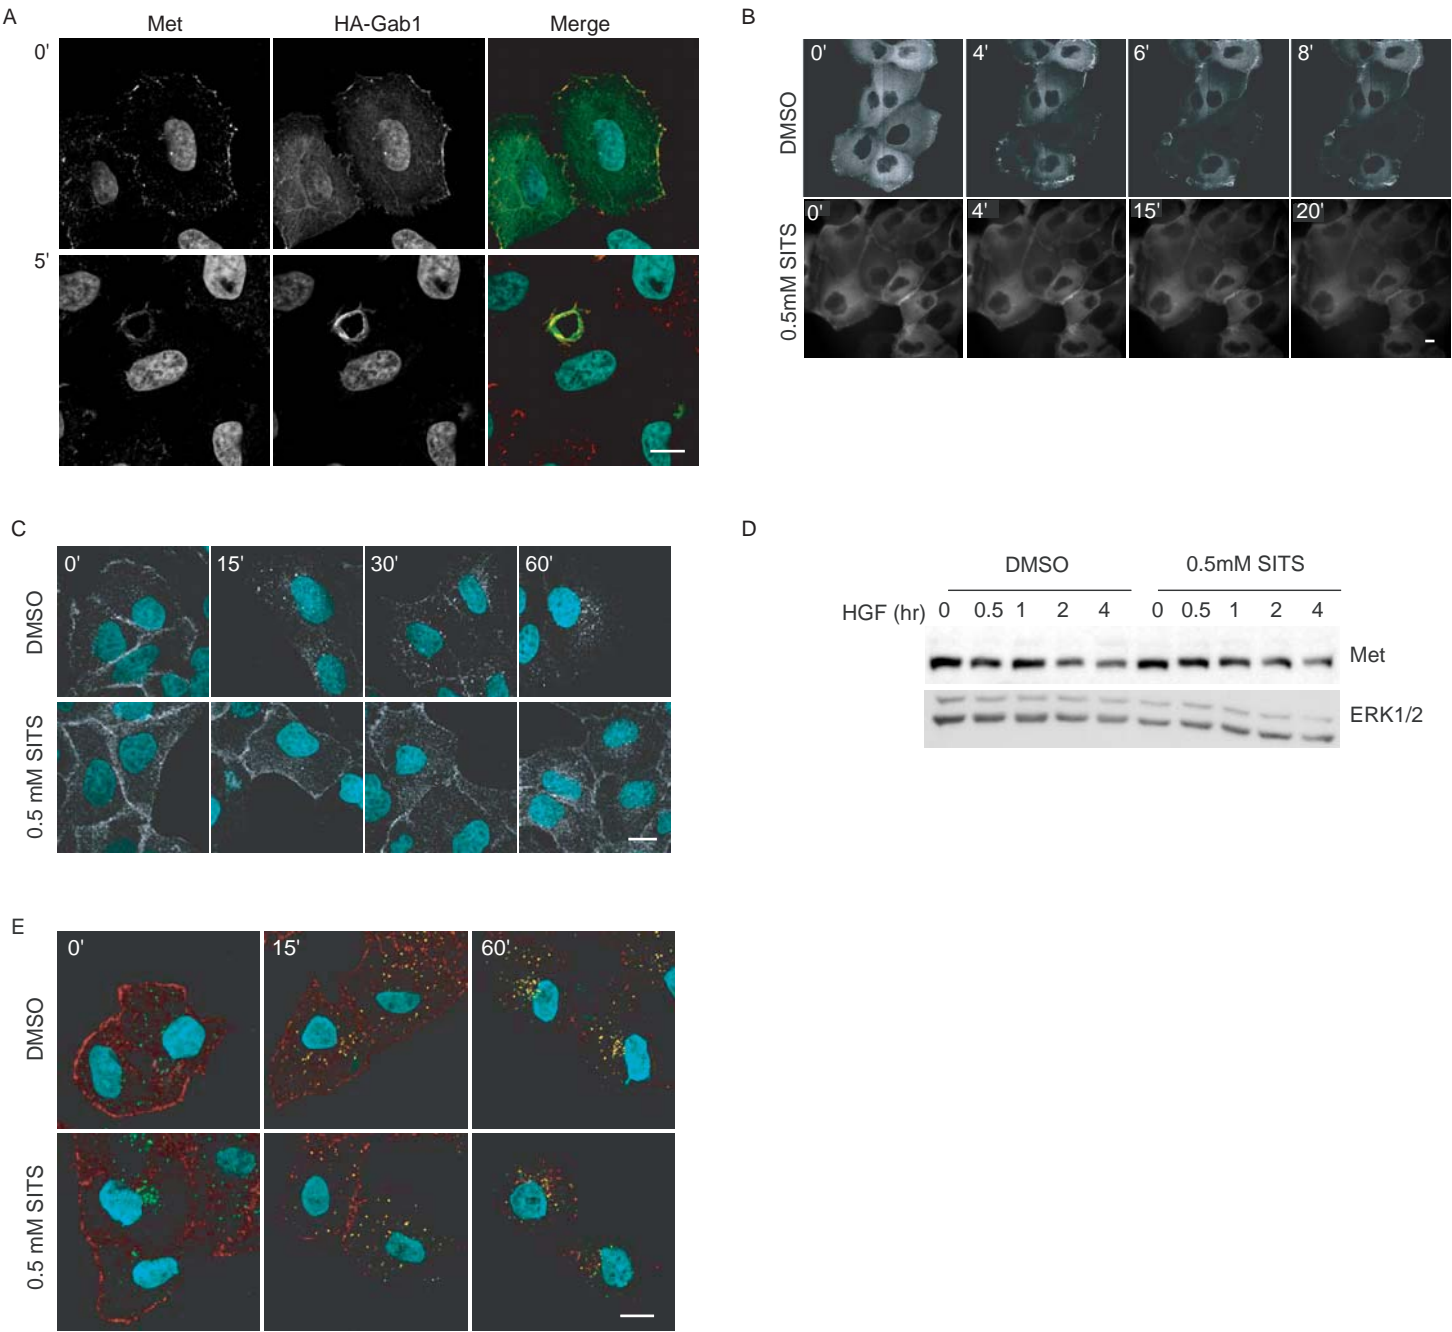 A
Met HA-Gab1 Merge
0'
5'
B
DMSO
0' 4' 6' 8'
0.5mM SITS
0' 4' 15' 20'
C
DMSO
0' 15' 30' 60'
0.5 mM SITS
D
DMSO 0.5mM SITS
HGF (hr) 0 0.5 1 2 4 0 0.5 1 2 4
Met
ERK1/2
E
DMSO
0' 15' 60'
0.5 mM SITS